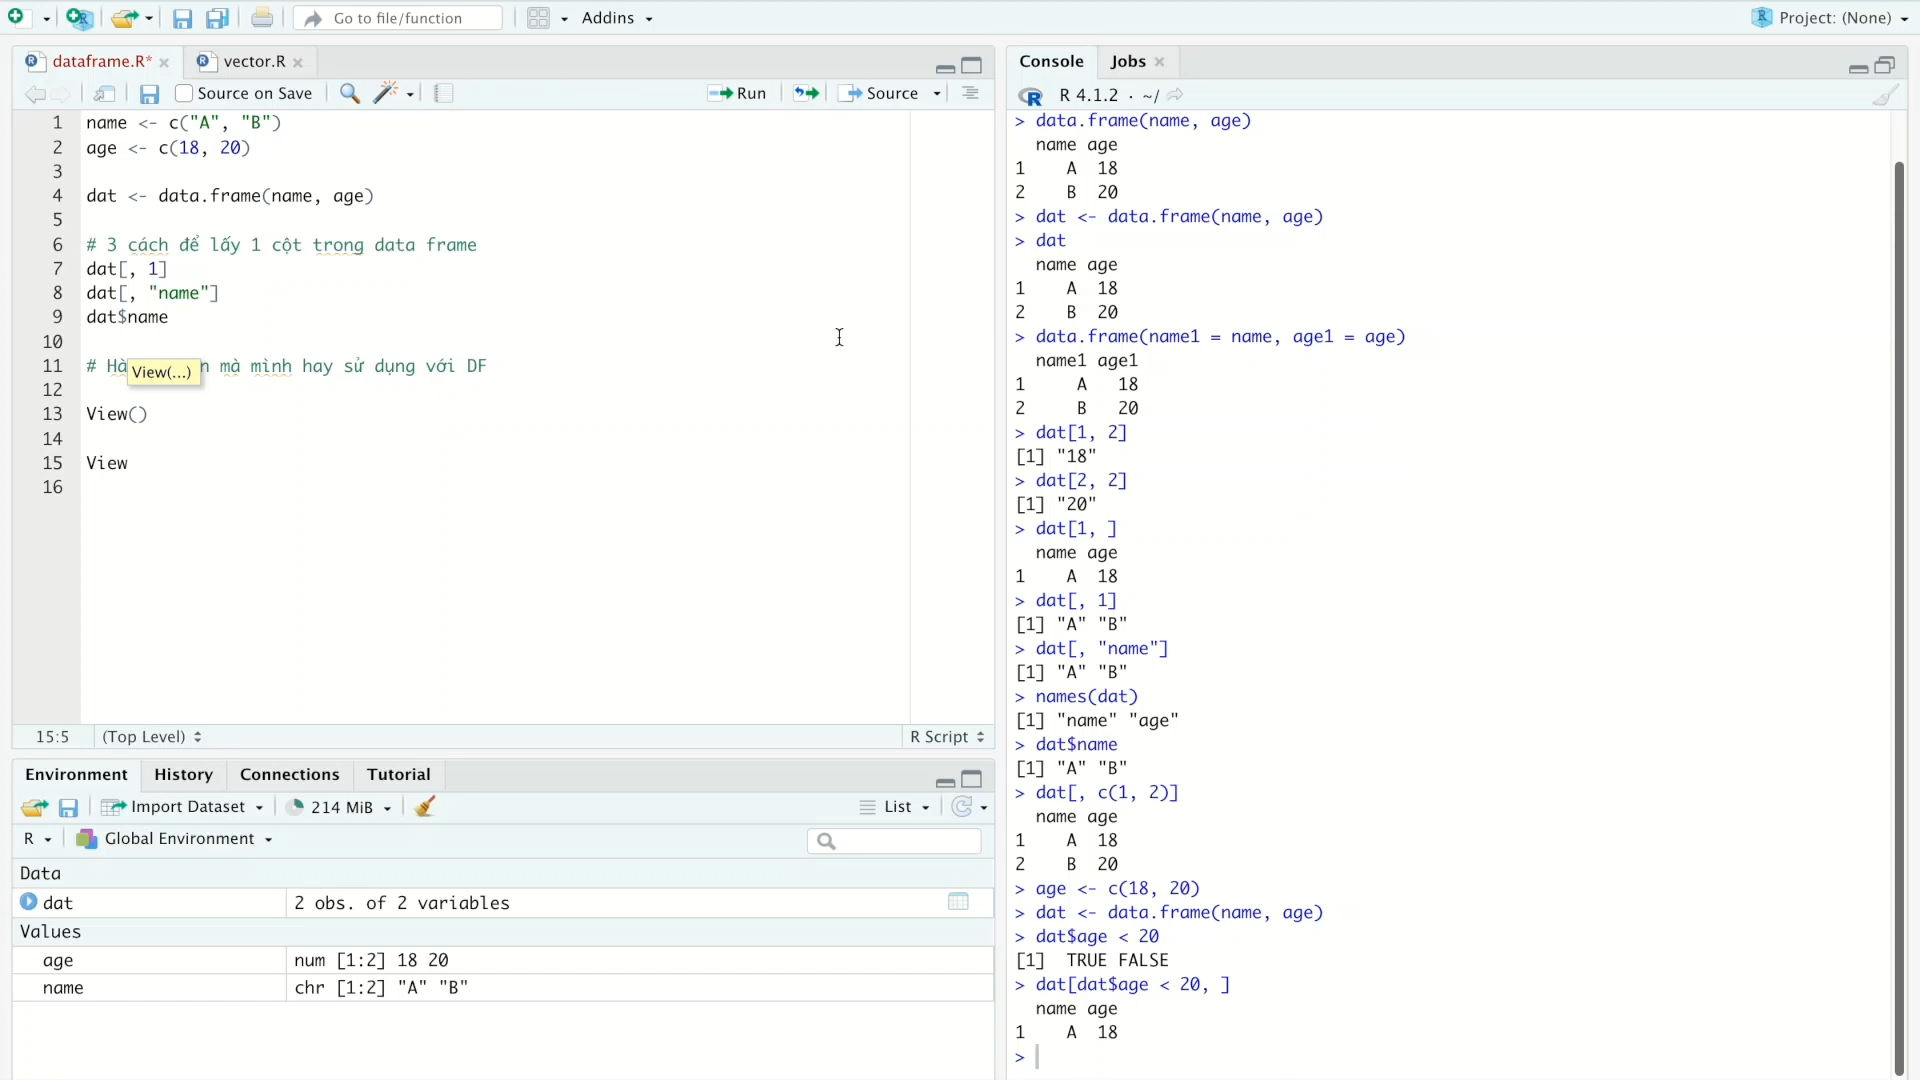 Go to file/function
Addins
Project: (None)
dataframe.R*
vector.R
Source on Save
Run
Source
1 name <- c("A", "B")
2 age <- c(18, 20)
3
4 dat <- data.frame(name, age)
5
6 # 3 cách để lấy 1 cột trong data frame
7 dat[, 1]
8 dat[, "name"]
9 dat$name
10
11 # Hà n mà mình hay sử dụng với DF
View(...)
12
13 View()
14
15 View
16
15:5 (Top Level) R Script
Environment History Connections Tutorial
Import Dataset 214 MiB List
R Global Environment
Data
dat 2 obs. of 2 variables
Values
age num [1:2] 18 20
name chr [1:2] "A" "B"
Console Jobs
R 4.1.2 · ~/
> data.frame(name, age)
name age
1 A 18
2 B 20
> dat <- data.frame(name, age)
> dat
name age
1 A 18
2 B 20
> data.frame(name1 = name, age1 = age)
name1 age1
1 A 18
2 B 20
> dat[1, 2]
[1] "18"
> dat[2, 2]
[1] "20"
> dat[1, ]
name age
1 A 18
> dat[, 1]
[1] "A" "B"
> dat[, "name"]
[1] "A" "B"
> names(dat)
[1] "name" "age"
> dat$name
[1] "A" "B"
> dat[, c(1, 2)]
name age
1 A 18
2 B 20
> age <- c(18, 20)
> dat <- data.frame(name, age)
> dat$age < 20
[1] TRUE FALSE
> dat[dat$age < 20, ]
name age
1 A 18
>